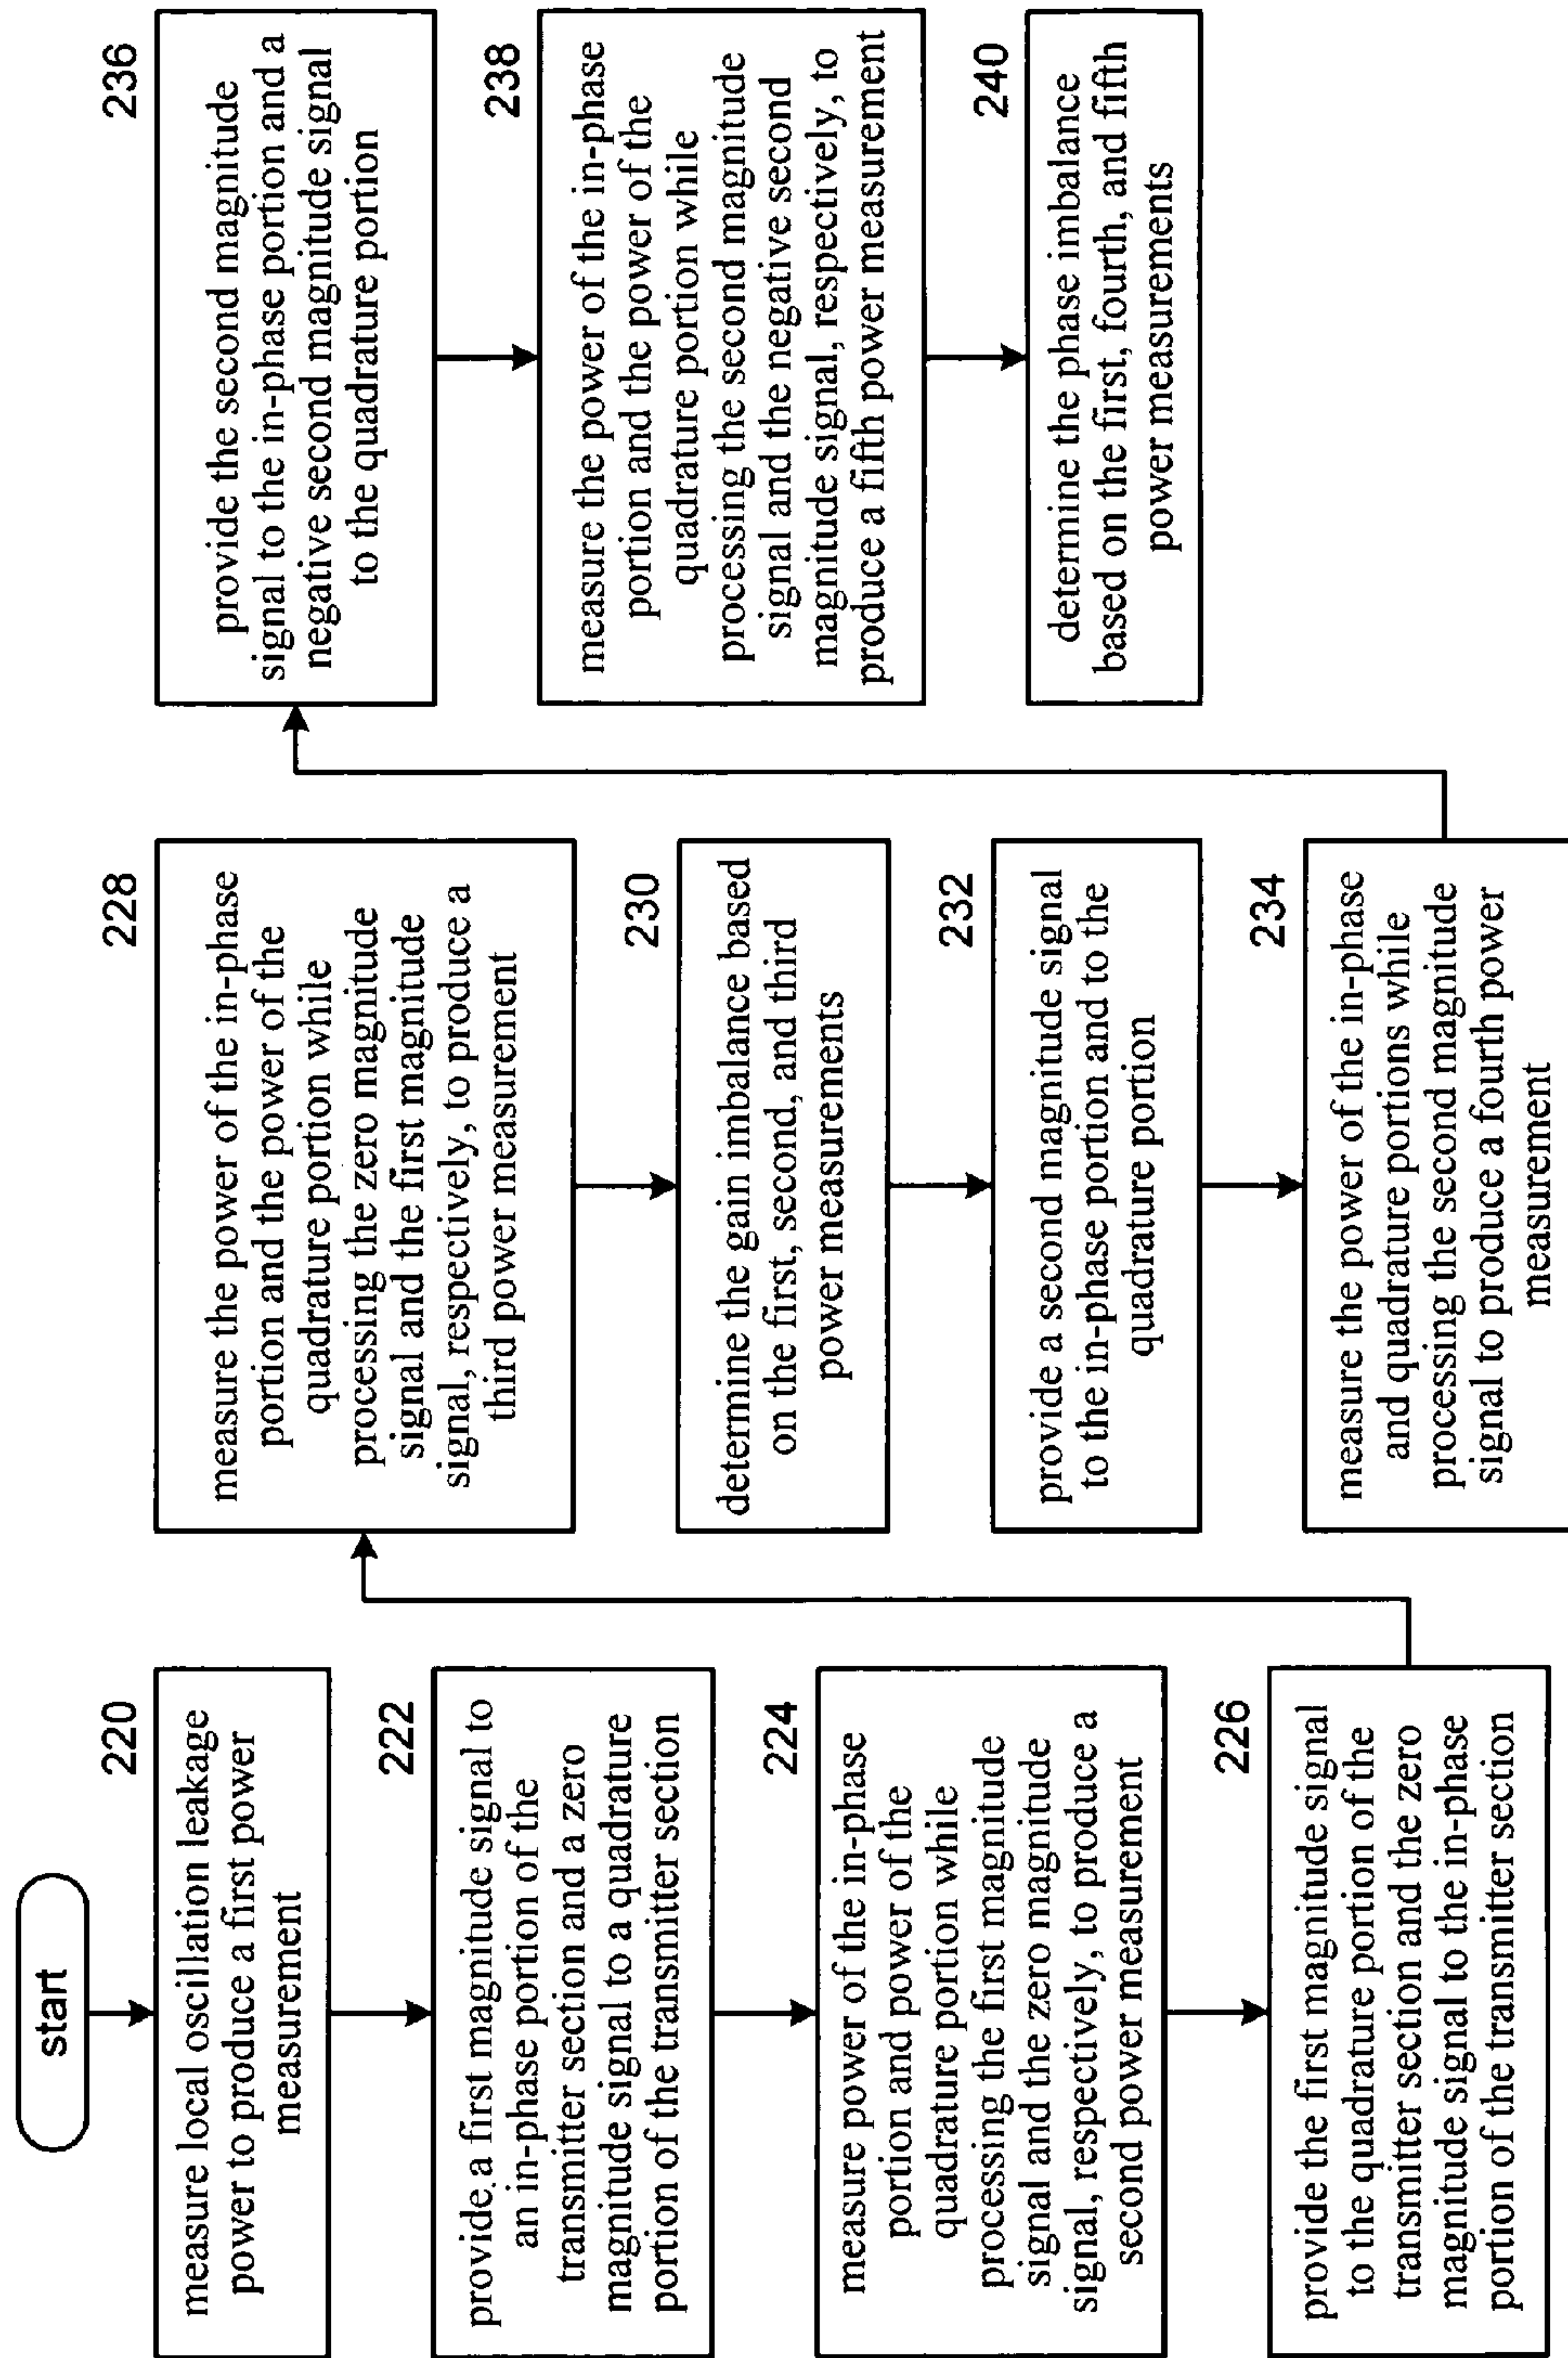 start
220
measure local oscillation leakage
power to produce a first power
measurement
222
provide a first magnitude signal to
an in-phase portion of the
transmitter section and a zero
magnitude signal to a quadrature
portion of the transmitter section
224
measure power of the in-phase
portion and power of the
quadrature portion while
processing the first magnitude
signal and the zero magnitude
signal, respectively, to produce a
second power measurement
226
provide the first magnitude signal
to the quadrature portion of the
transmitter section and the zero
magnitude signal to the in-phase
portion of the transmitter section
228
measure the power of the in-phase
portion and the power of the
quadrature portion while
processing the zero magnitude
signal and the first magnitude
signal, respectively, to produce a
third power measurement
230
determine the gain imbalance based
on the first, second, and third
power measurements
232
provide a second magnitude signal
to the in-phase portion and to the
quadrature portion
234
measure the power of the in-phase
and quadrature portions while
processing the second magnitude
signal to produce a fourth power
measurement
236
provide the second magnitude
signal to the in-phase portion and a
negative second magnitude signal
to the quadrature portion
238
measure the power of the in-phase
portion and the power of the
quadrature portion while
processing the second magnitude
signal and the negative second
magnitude signal, respectively, to
produce a fifth power measurement
240
determine the phase imbalance
based on the first, fourth, and fifth
power measurements